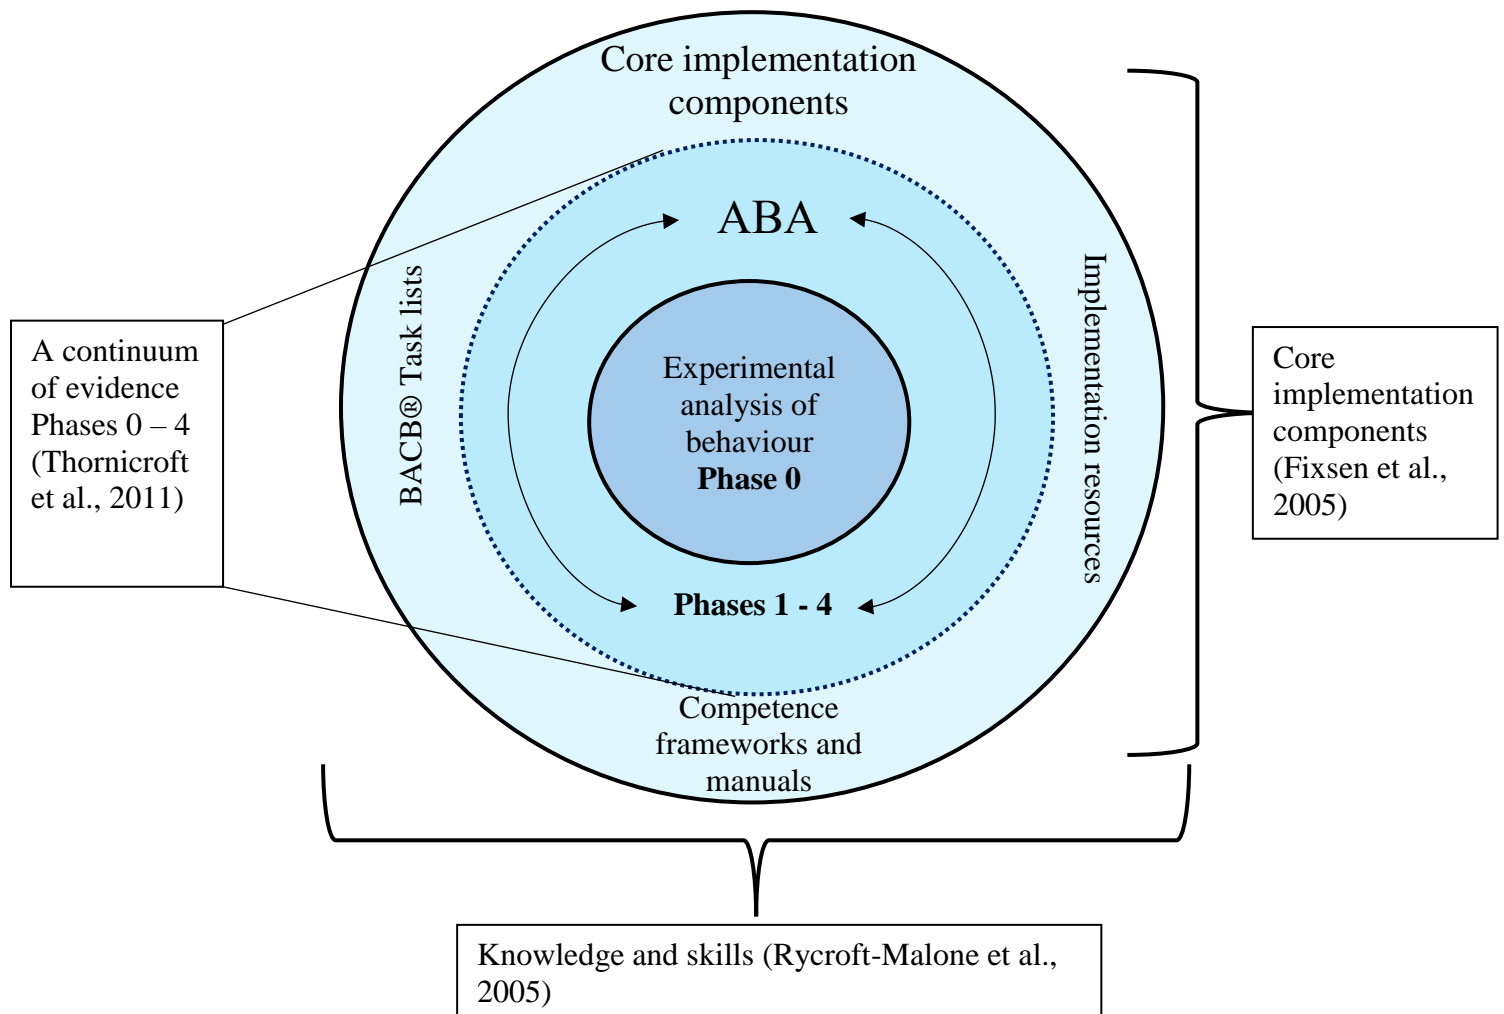 Core implementation
components
ABA
BACB® Task lists
Implementation resources
Experimental
analysis of
behaviour
Phase 0
Phases 1 - 4
Competence
frameworks and
manuals
A continuum
of evidence
Phases 0 – 4
(Thornicroft
et al., 2011)
Core
implementation
components
(Fixsen et al.,
2005)
Knowledge and skills (Rycroft-Malone et al.,
2005)